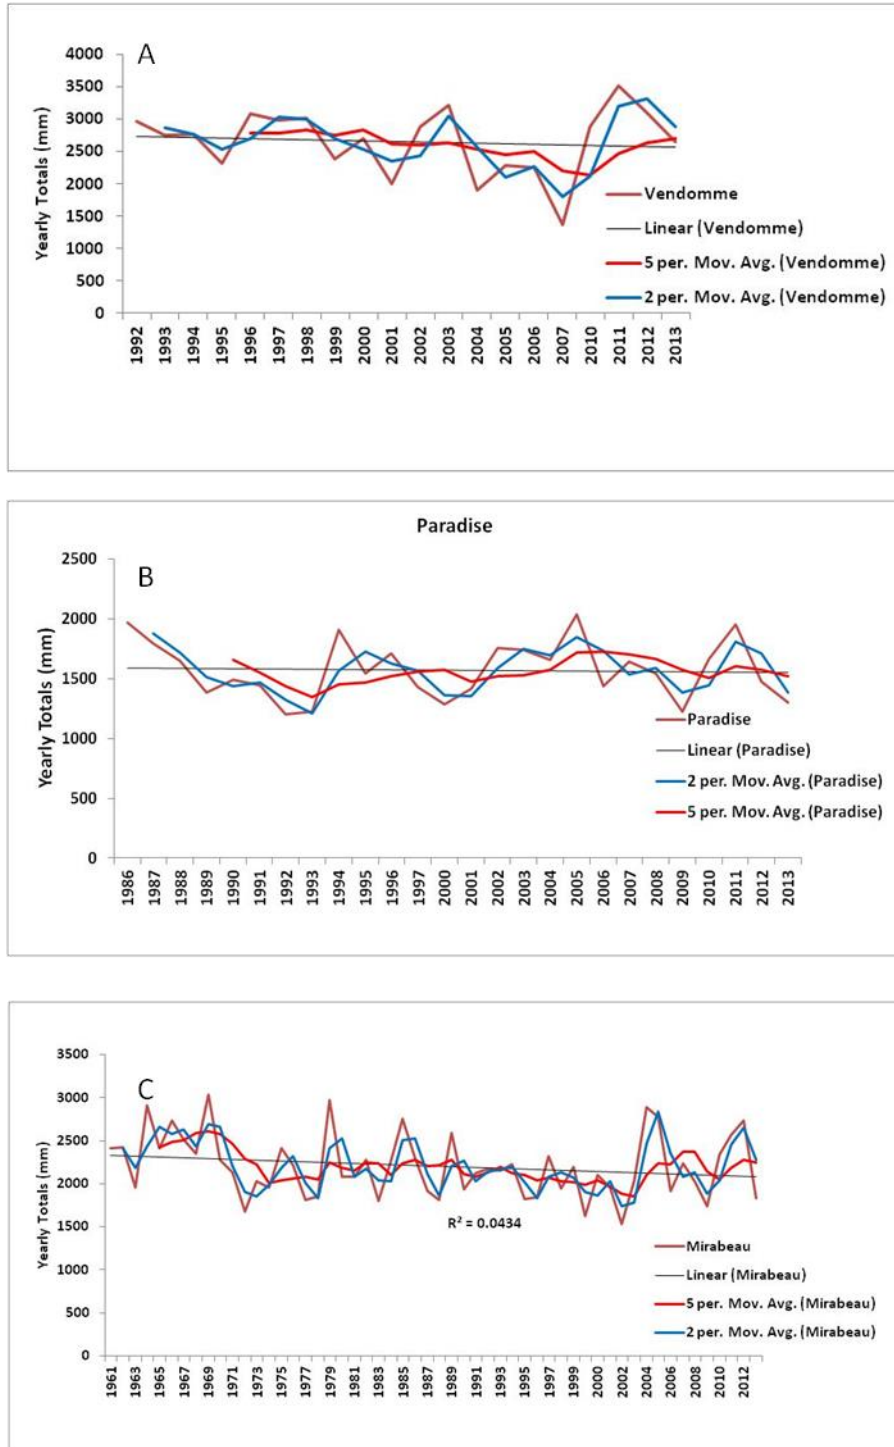 A
4000
3500
3000
2500
2000
1500
1000
500
0
Yearly Totals (mm)
Vendomme
Linear (Vendomme)
5 per. Mov. Avg. (Vendomme)
2 per. Mov. Avg. (Vendomme)
1992 1993 1994 1995 1996 1997 1998 1999 2000 2001 2002 2003 2004 2005 2006 2007 2010 2011 2012 2013
Paradise
B
2500
2000
1500
1000
500
0
Yearly Totals (mm)
Paradise
Linear (Paradise)
2 per. Mov. Avg. (Paradise)
5 per. Mov. Avg. (Paradise)
1986 1987 1988 1989 1990 1991 1992 1993 1994 1995 1996 1997 2000 2001 2002 2003 2004 2005 2006 2007 2008 2009 2010 2011 2012 2013
C
3500
3000
2500
2000
1500
1000
500
0
Yearly Totals (mm)
R² = 0.0434
Mirabeau
Linear (Mirabeau)
5 per. Mov. Avg. (Mirabeau)
2 per. Mov. Avg. (Mirabeau)
1961 1963 1965 1967 1969 1971 1973 1975 1977 1979 1981 1983 1985 1987 1989 1991 1993 1995 1997 1999 2000 2002 2004 2006 2008 2010 2012